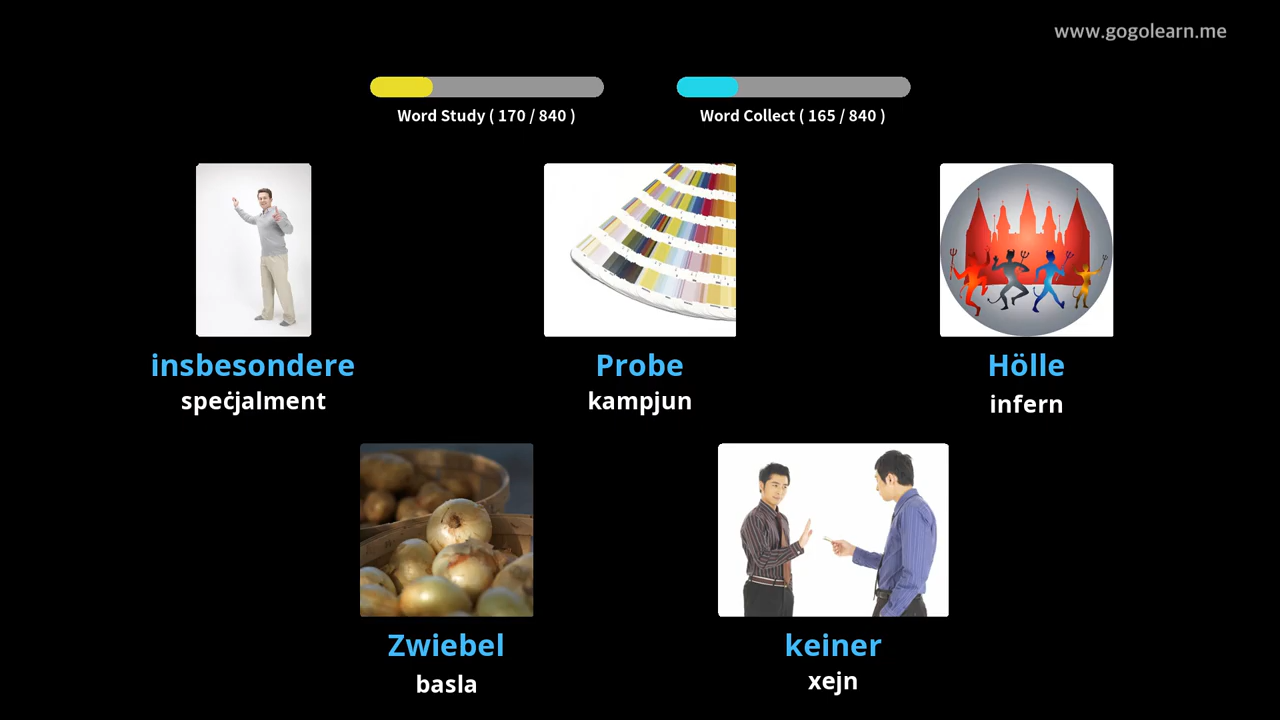 www.gogolearn.me
Word Study ( 170 / 840 )
Word Collect ( 165 / 840 )
insbesondere
speċjalment
Probe
kampjun
Hölle
infern
Zwiebel
basla
keiner
xejn